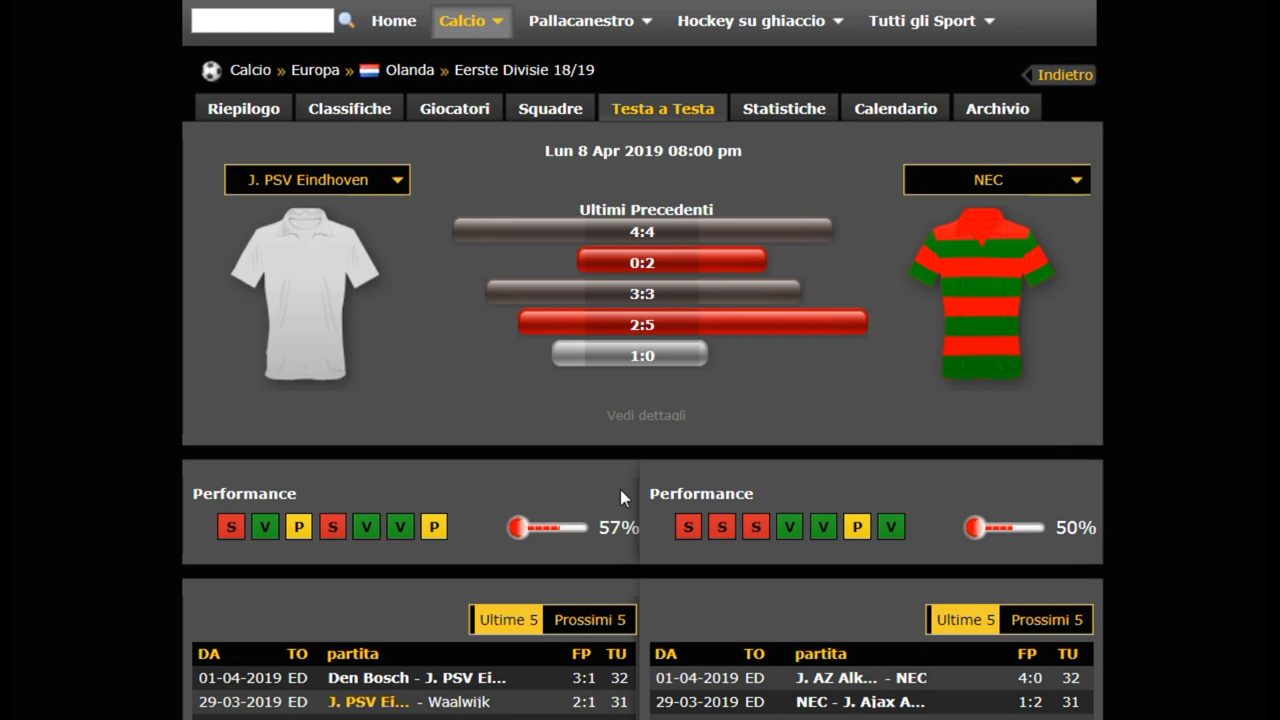 Home Calcio Pallacanestro Hockey su ghiaccio Tutti gli Sport
Calcio » Europa » Olanda » Eerste Divisie 18/19
Indietro
Riepilogo Classifiche Giocatori Squadre Testa a Testa Statistiche Calendario Archivio
Lun 8 Apr 2019 08:00 pm
J. PSV Eindhoven
NEC
Ultimi Precedenti
4:4
0:2
3:3
2:5
1:0
Vedi dettagli
Performance
S V P S V V P 57%
Performance
S S S V V P V 50%
Ultime 5 Prossimi 5
DA TO partita FP TU
01-04-2019 ED Den Bosch - J. PSV Ei... 3:1 32
29-03-2019 ED J. PSV Ei... - Waalwijk 2:1 31
Ultime 5 Prossimi 5
DA TO partita FP TU
01-04-2019 ED J. AZ Alk... - NEC 4:0 32
29-03-2019 ED NEC - J. Ajax A... 1:2 31